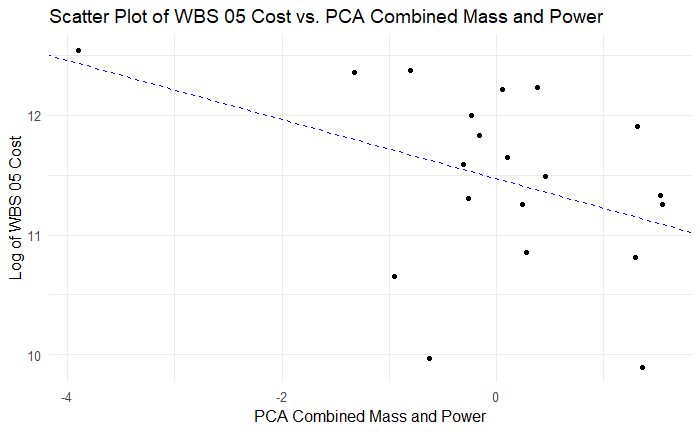 Scatter Plot of WBS 05 Cost vs. PCA Combined Mass and Power
Log of WBS 05 Cost
12
11
10
-4
-2
0
PCA Combined Mass and Power